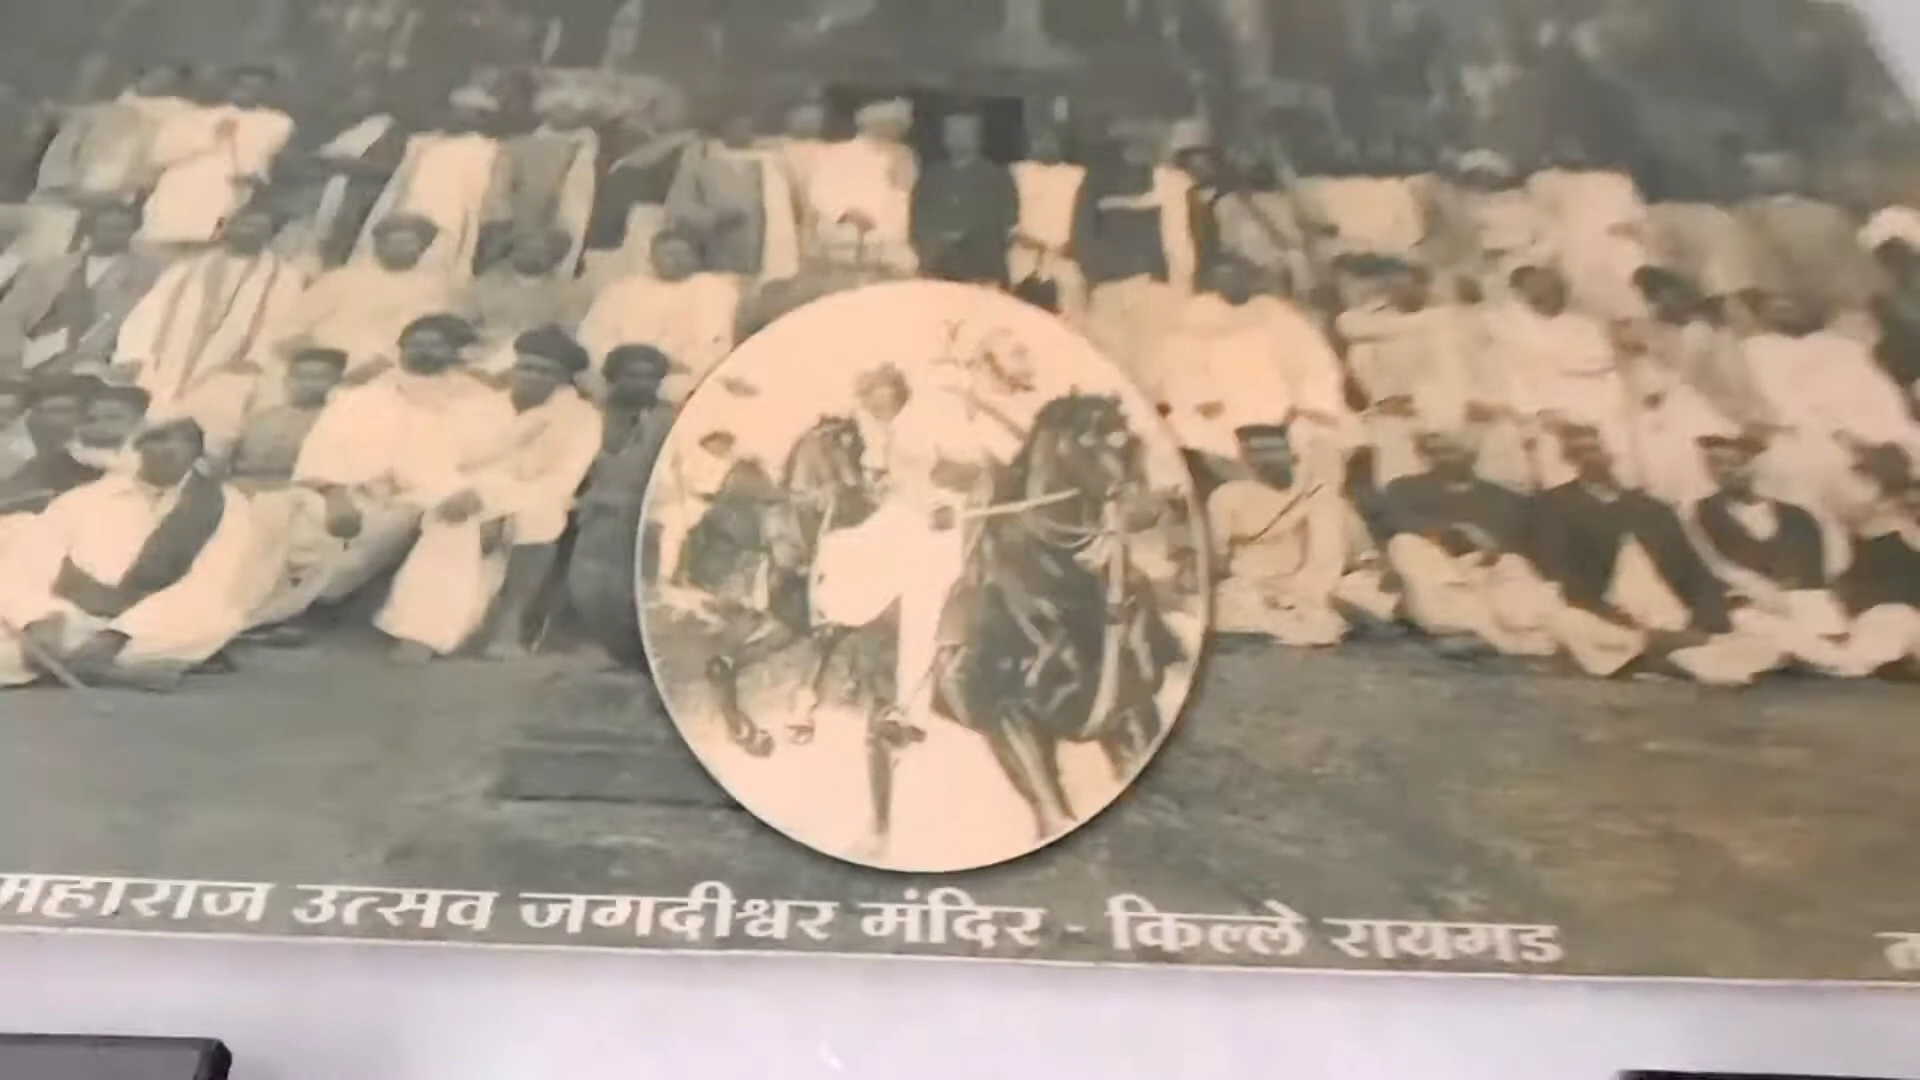 महाराज उत्सव जगदीश्वर मंदिर - किल्ले रायगड